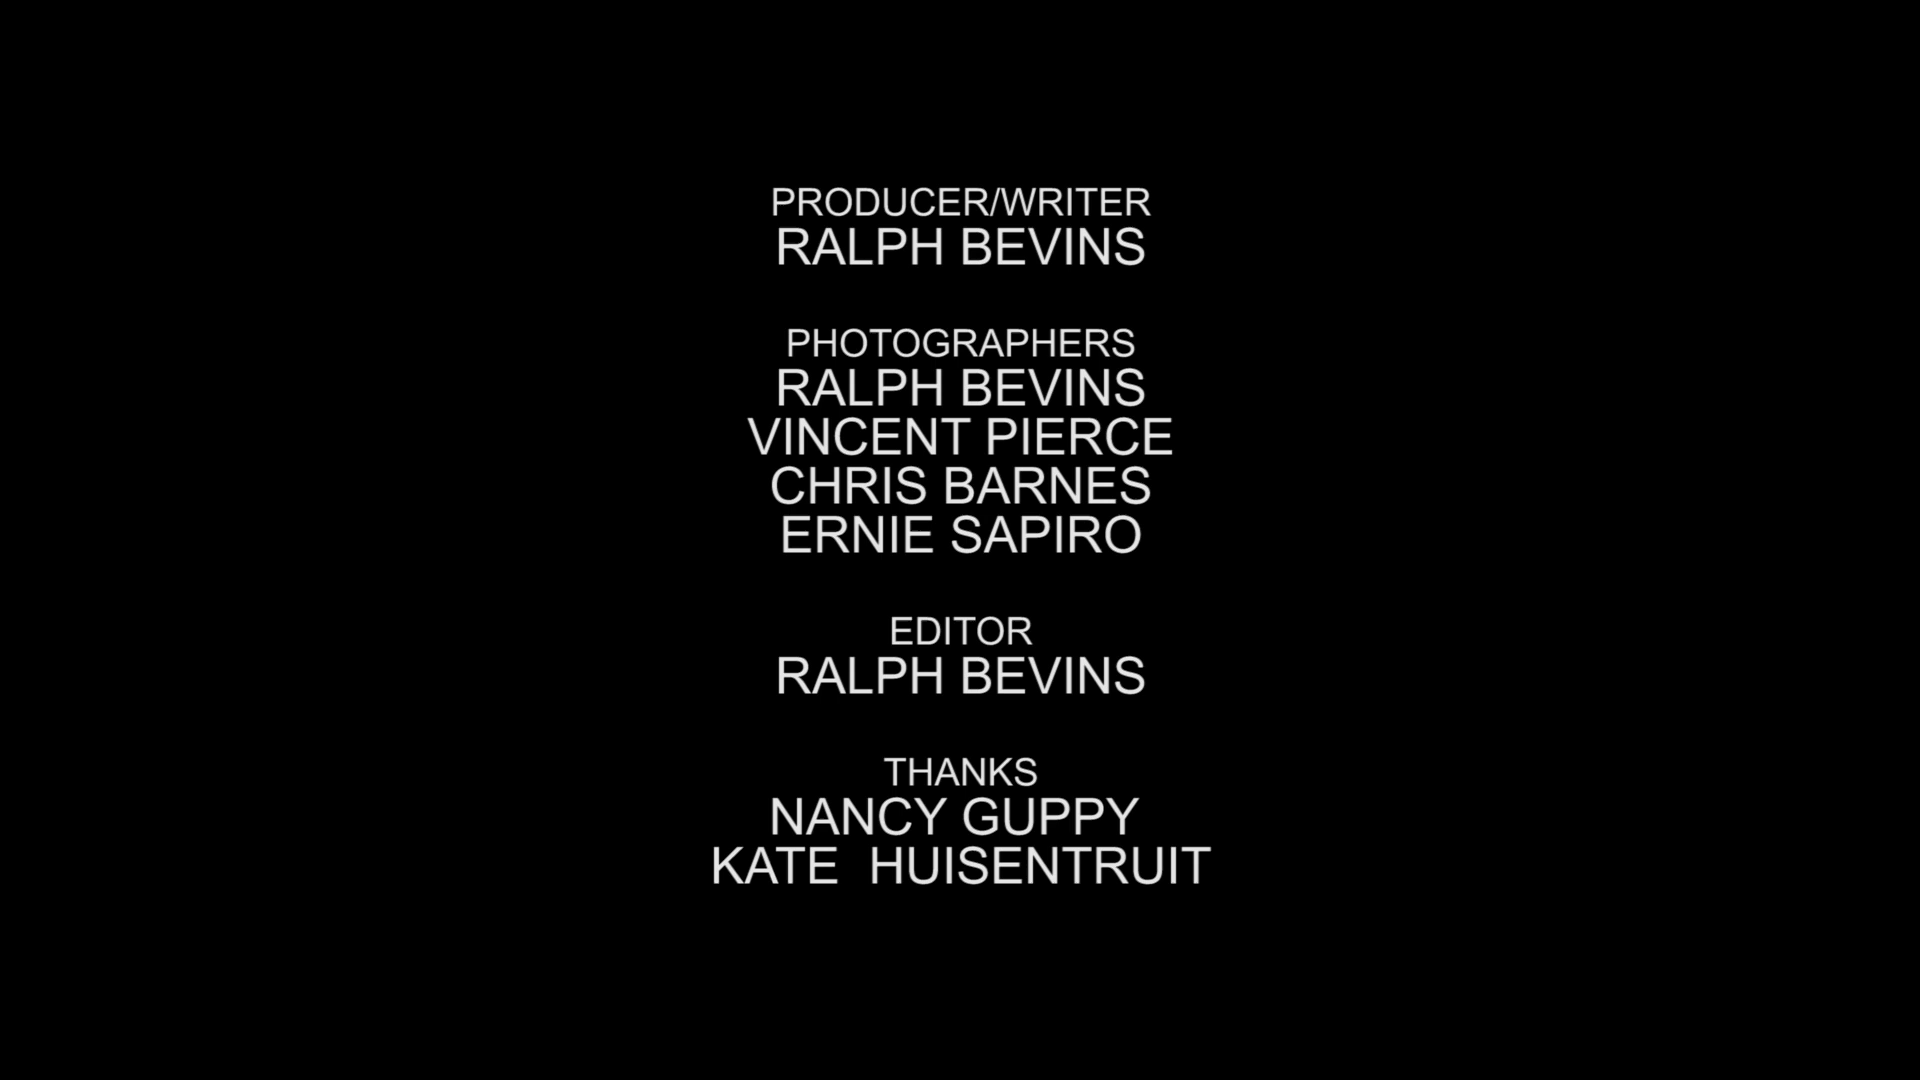 PRODUCER/WRITER
RALPH BEVINS
PHOTOGRAPHERS
RALPH BEVINS
VINCENT PIERCE
CHRIS BARNES
ERNIE SAPIRO
EDITOR
RALPH BEVINS
THANKS
NANCY GUPPY
KATE  HUISENTRUIT